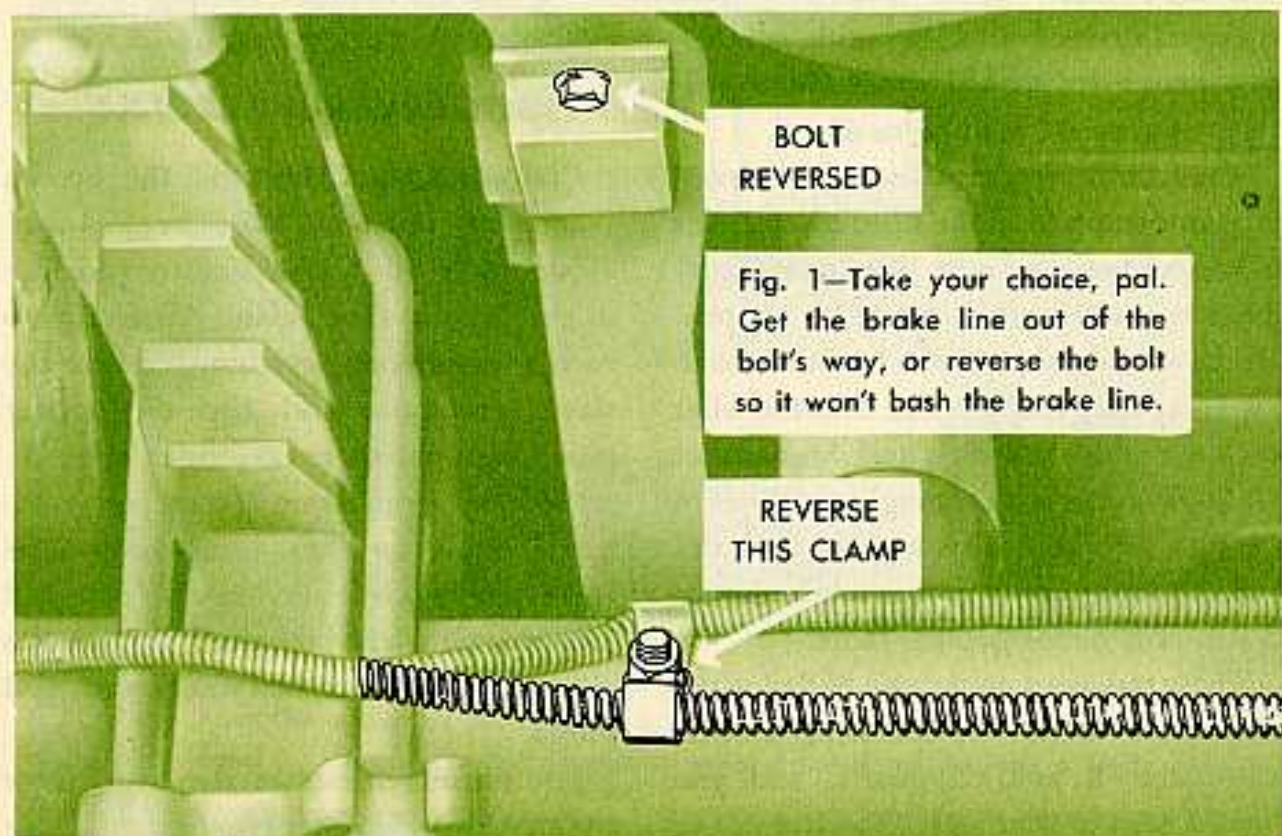 BOLT
REVERSED
Fig. 1—Take your choice, pal.
Get the brake line out of the
bolt's way, or reverse the bolt
so it won't bash the brake line.
REVERSE
THIS CLAMP